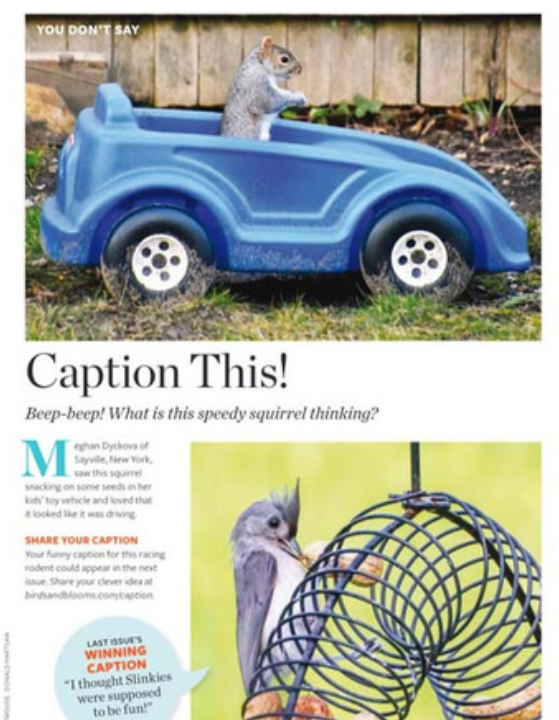 YOU DON'T SAY
Caption This!
Beep-beep! What is this speedy squirrel thinking?
Meghan Dyckova of
Sayville, New York,
saw this squirrel
snacking on some seeds in her
kids' toy vehicle and loved that
it looked like it was driving.
SHARE YOUR CAPTION
Your funny caption for this racing
rodent could appear in the next
issue. Share your clever idea at
birdsandblooms.com/caption.
LAST ISSUE'S
WINNING
CAPTION
"I thought Slinkies
were supposed
to be fun!"